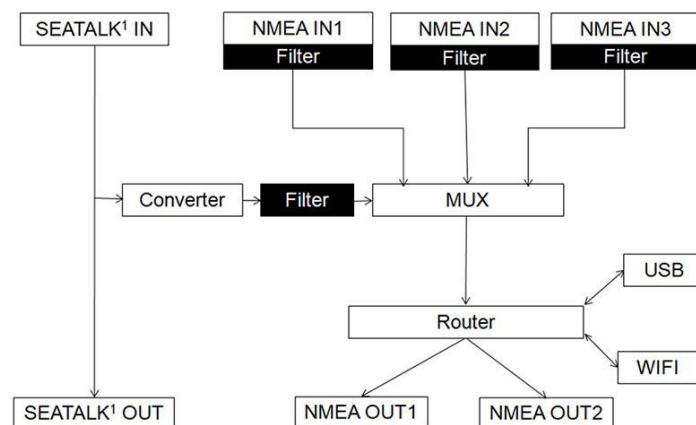 SEATALK¹ IN
NMEA IN1
NMEA IN2
NMEA IN3
Filter
Filter
Filter
Converter
Filter
MUX
USB
Router
WIFI
SEATALK¹ OUT
NMEA OUT1
NMEA OUT2